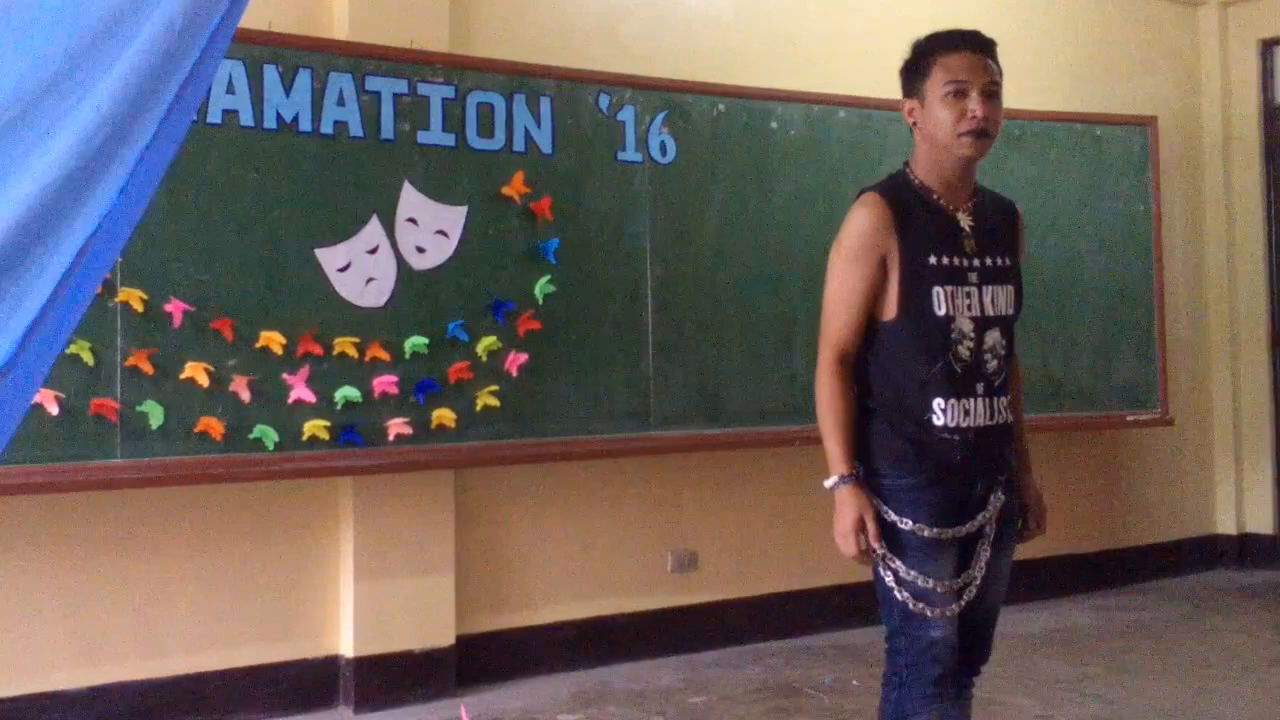 AMATION '16
THE
OTHER KIND
OF
SOCIALIS